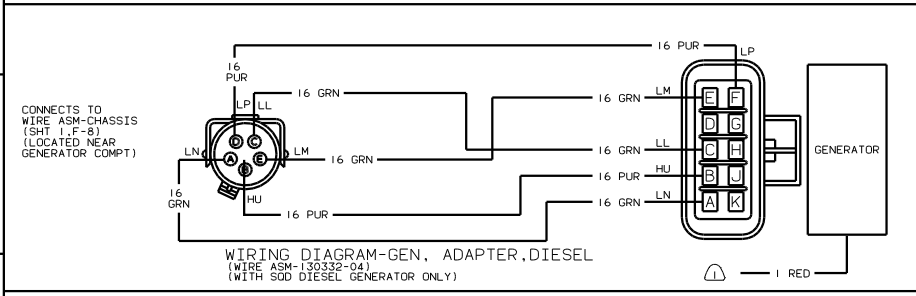 16 PUR
LP
16
PUR
LP LL
16 GRN
16 GRN
LM
E F
CONNECTS TO
WIRE ASM-CHASSIS
(SHT 1,F-8)
(LOCATED NEAR
GENERATOR COMPT)
D G
D C
LN
A E
LM
16 GRN
16 GRN
LL
C H
GENERATOR
B
16 PUR
HU
B J
16
GRN
HU
16 PUR
16 GRN
LN
A K
WIRING DIAGRAM-GEN, ADAPTER,DIESEL
(WIRE ASM-130332-04)
(WITH SQD DIESEL GENERATOR ONLY)
1
1 RED